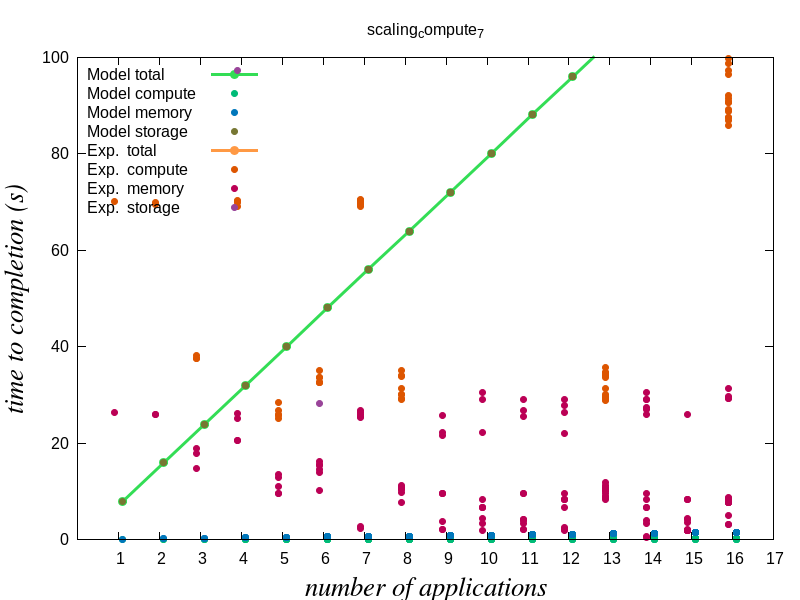 scaling_compute_7
100
80
60
40
20
0
time to completion (s)
Model total
Model compute
Model memory
Model storage
Exp. total
Exp. compute
Exp. memory
Exp. storage
1 2 3 4 5 6 7 8 9 10 11 12 13 14 15 16 17
number of applications